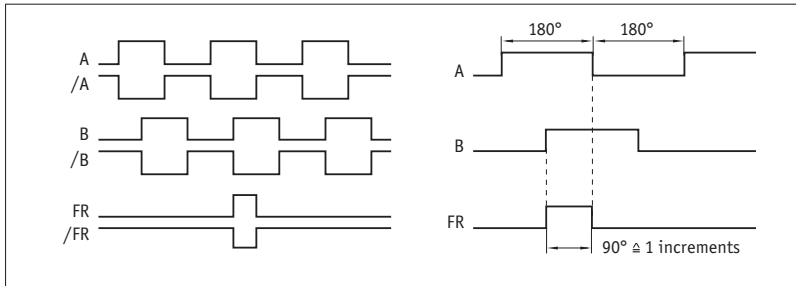 A
/A
B
/B
FR
/FR
180° 180°
A
B
FR
90° ≙ 1 increments